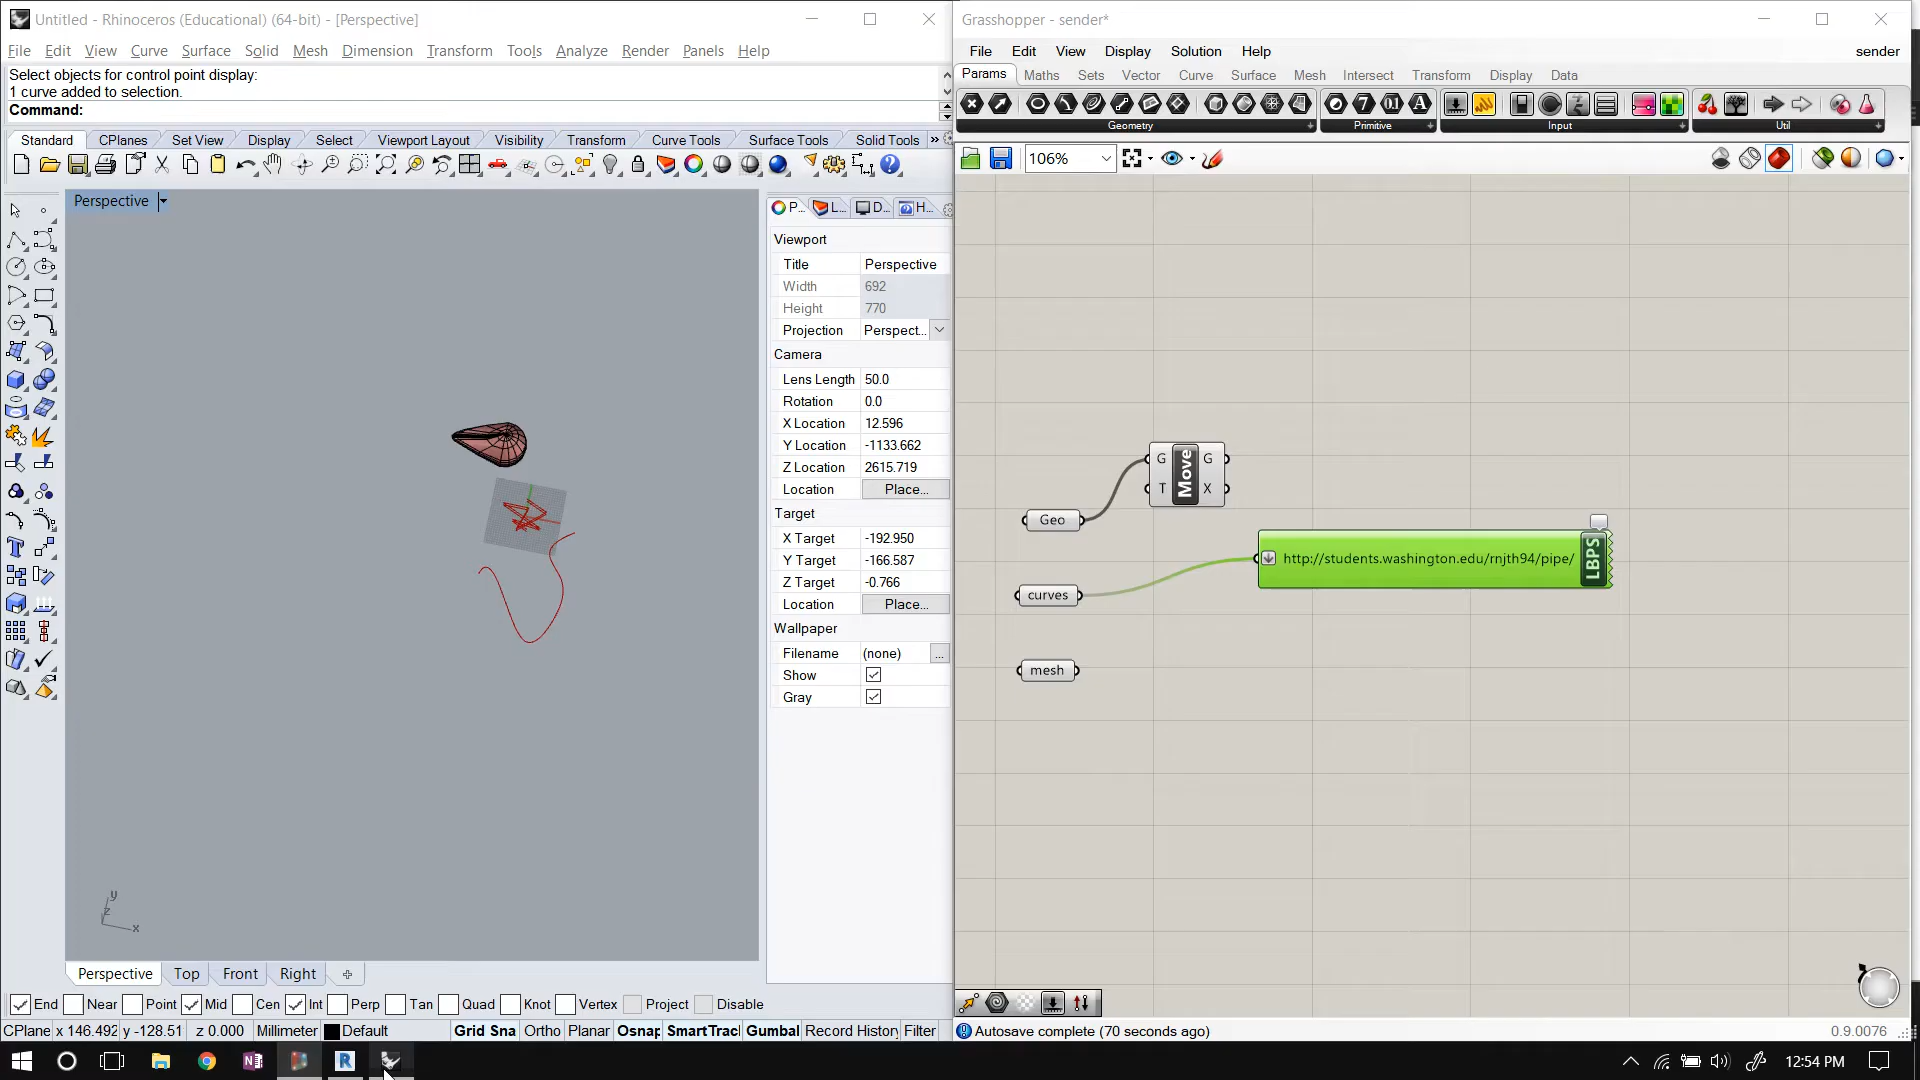 Untitled - Rhinoceros (Educational) (64-bit) - [Perspective]
File Edit View Curve Surface Solid Mesh Dimension Transform Tools Analyze Render Panels Help
Select objects for control point display:
1 curve added to selection.
Command:
Standard CPlanes Set View Display Select Viewport Layout Visibility Transform Curve Tools Surface Tools Solid Tools
Perspective
P... L... D... H...
Viewport
Title Perspective
Width 692
Height 770
Projection Perspect...
Camera
Lens Length 50.0
Rotation 0.0
X Location 12.596
Y Location -1133.662
Z Location 2615.719
Location Place...
Target
X Target -192.950
Y Target -166.587
Z Target -0.766
Location Place...
Wallpaper
Filename (none) ...
Show
Gray
y
z
x
Perspective Top Front Right
End Near Point Mid Cen Int Perp Tan Quad Knot Vertex Project Disable
CPlane x 146.492 y -128.51 z 0.000 Millimeter Default Grid Sna Ortho Planar Osnap SmartTrac Gumbal Record History Filter
Grasshopper - sender*
File Edit View Display Solution Help sender
Params Maths Sets Vector Curve Surface Mesh Intersect Transform Display Data
Geometry Primitive Input Util
106%
G Move G
T X
Geo
http://students.washington.edu/rnjth94/pipe/ LBPS
curves
mesh
Autosave complete (70 seconds ago) 0.9.0076
12:54 PM